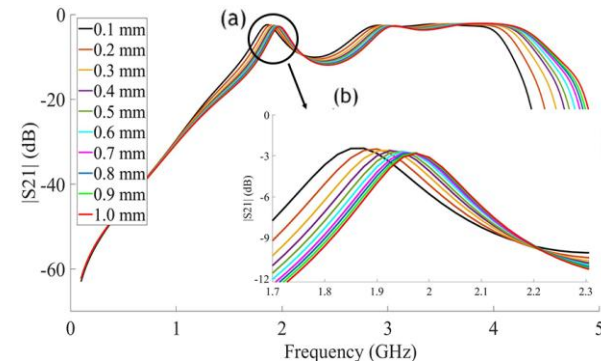 (a)
0
-20
-40
-60
|S21| (dB)
0.1 mm
0.2 mm
0.3 mm
0.4 mm
0.5 mm
0.6 mm
0.7 mm
0.8 mm
0.9 mm
1.0 mm
(b)
0
-3
-6
-9
-12
|S21| (dB)
1.7 1.8 1.9 2 2.1 2.2 2.3
0 1 2 3 4 5
Frequency (GHz)